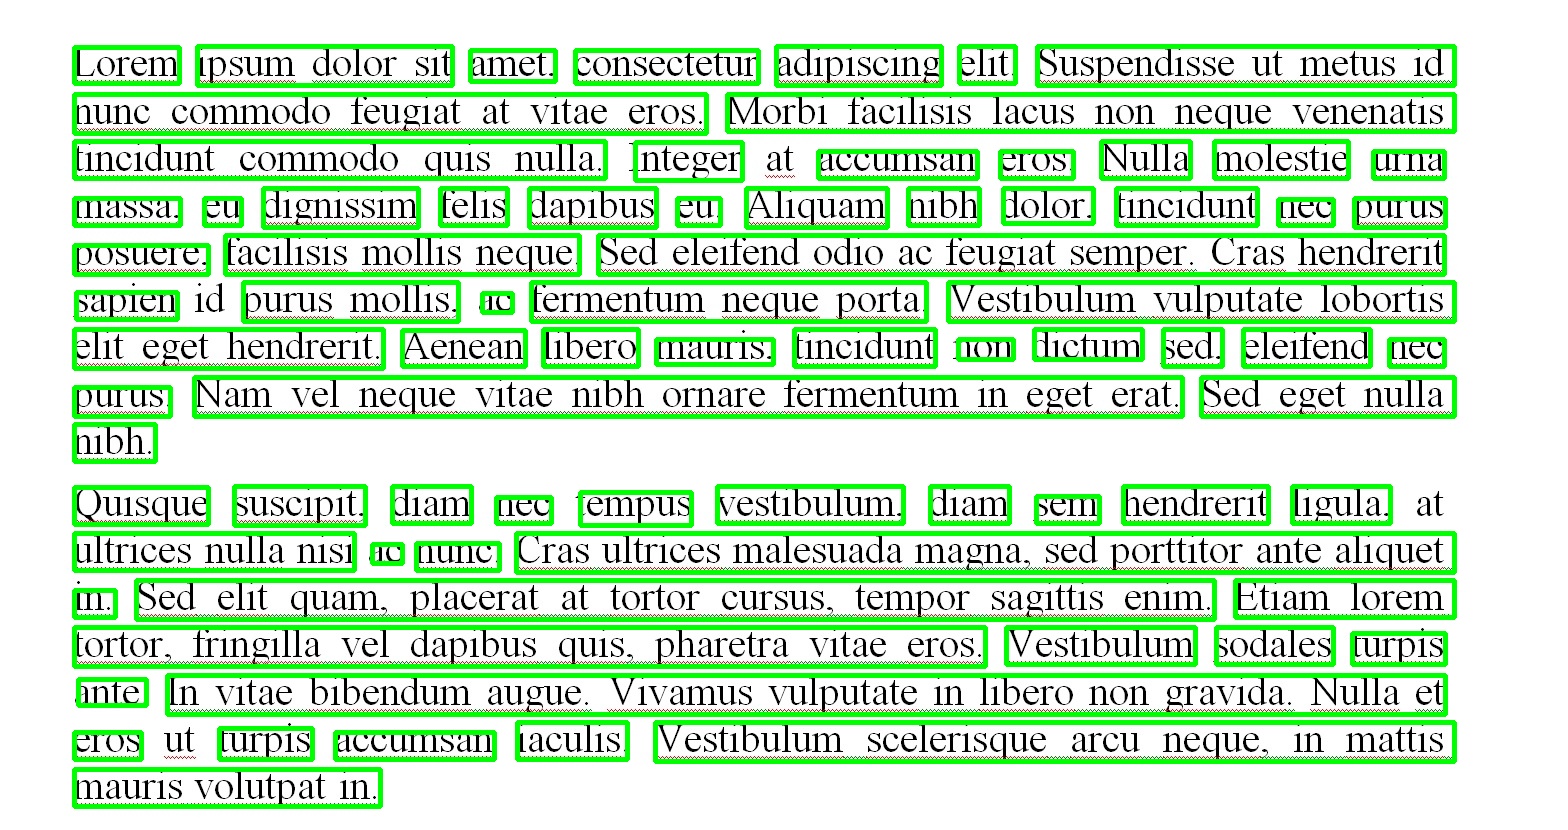 Lorem ipsum dolor sit amet, consectetur adipiscing elit. Suspendisse ut metus id
nunc commodo feugiat at vitae eros. Morbi facilisis lacus non neque venenatis
tincidunt commodo quis nulla. Integer at accumsan eros. Nulla molestie urna
massa, eu dignissim felis dapibus eu. Aliquam nibh dolor, tincidunt nec purus
posuere, facilisis mollis neque. Sed eleifend odio ac feugiat semper. Cras hendrerit
sapien id purus mollis, ac fermentum neque porta. Vestibulum vulputate lobortis
elit eget hendrerit. Aenean libero mauris, tincidunt non dictum sed, eleifend nec
purus. Nam vel neque vitae nibh ornare fermentum in eget erat. Sed eget nulla
nibh.
Quisque suscipit, diam nec tempus vestibulum, diam sem hendrerit ligula, at
ultrices nulla nisi ac nunc. Cras ultrices malesuada magna, sed porttitor ante aliquet
in. Sed elit quam, placerat at tortor cursus, tempor sagittis enim. Etiam lorem
tortor, fringilla vel dapibus quis, pharetra vitae eros. Vestibulum sodales turpis
ante. In vitae bibendum augue. Vivamus vulputate in libero non gravida. Nulla et
eros ut turpis accumsan iaculis. Vestibulum scelerisque arcu neque, in mattis
mauris volutpat in.